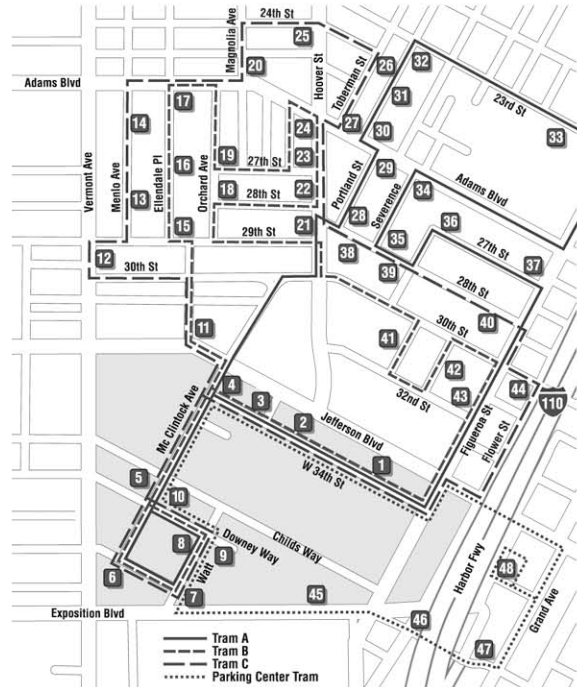 24th St
Magnolia Ave
25
Hoover St
Toberman St
20
26
32
Adams Blvd
31
23rd St
17
14
24
27
30
33
19
27th St
23
16
29
Adams Blvd
Vermont Ave
Menlo Ave
Ellendale Pl
Orchard Ave
18
28th St
22
Portland St
Severence
34
13
15
21
28
36
29th St
35
27th St
12
38
37
30th St
39
28th St
40
11
30th St
41
42
44
4
3
32nd St
43
110
2
Jefferson Blvd
Figueroa St
Flower St
Mc Clintock Ave
1
W 34th St
5
10
Downey Way
Childs Way
8
9
Harbor Fwy
48
6
Watt
7
45
46
Grand Ave
Exposition Blvd
47
Tram A
Tram B
Tram C
Parking Center Tram